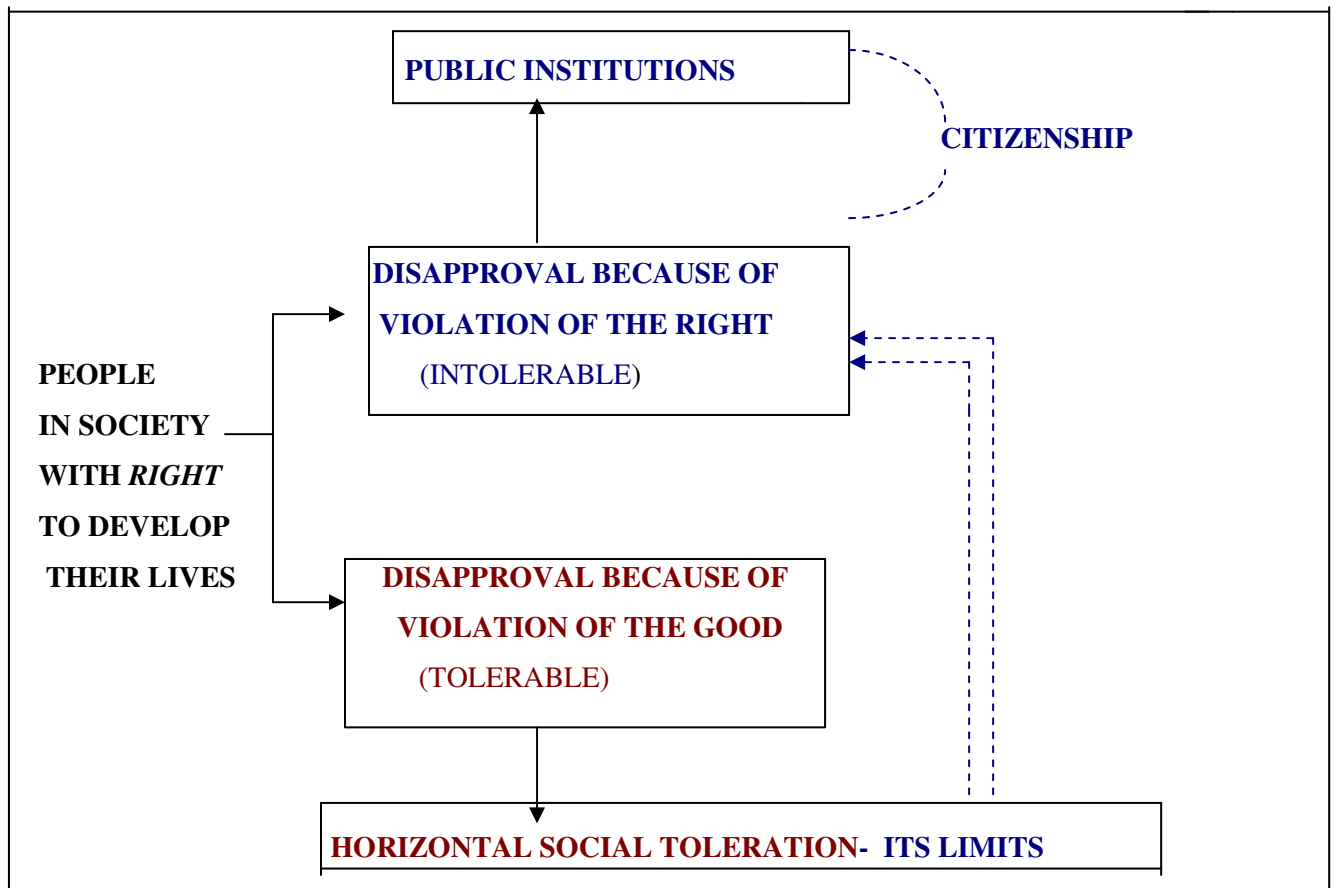 PUBLIC INSTITUTIONS
CITIZENSHIP
DISAPPROVAL BECAUSE OF
VIOLATION OF THE RIGHT
(INTOLERABLE)
PEOPLE
IN SOCIETY
WITH RIGHT
TO DEVELOP
THEIR LIVES
DISAPPROVAL BECAUSE OF
VIOLATION OF THE GOOD
(TOLERABLE)
HORIZONTAL SOCIAL TOLERATION- ITS LIMITS